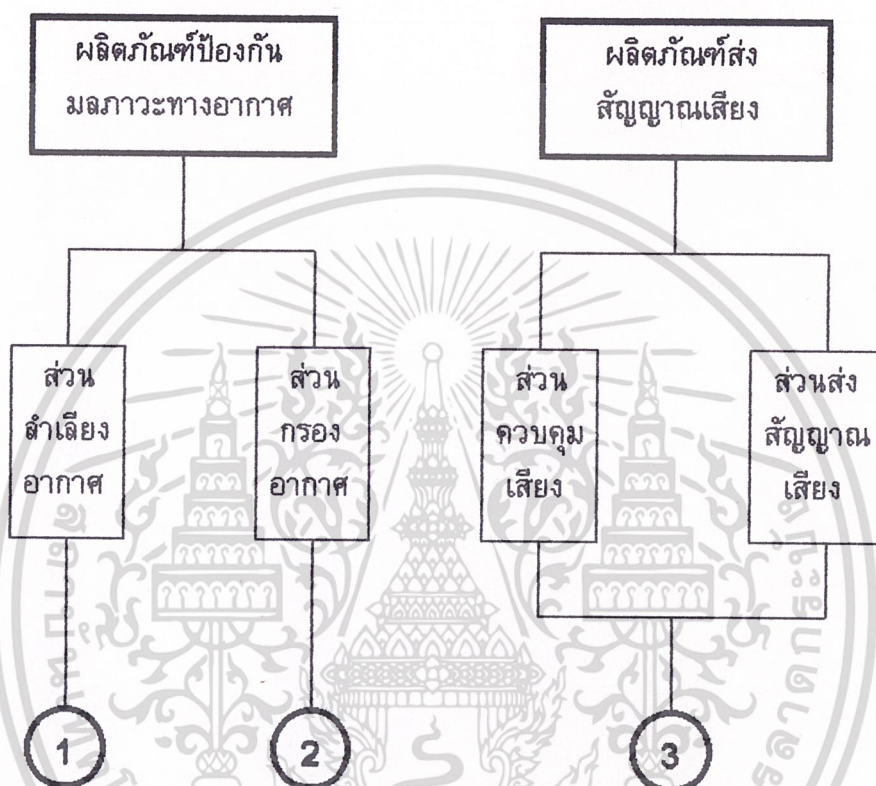 ผลิตภัณฑ์ป้องกัน
มลภาวะทางอากาศ
ผลิตภัณฑ์ส่ง
สัญญาณเสียง
ส่วน
ลำเลียง
อากาศ
ส่วน
กรอง
อากาศ
ส่วน
ควบคุม
เสียง
ส่วนส่ง
สัญญาณ
เสียง
1
2
3